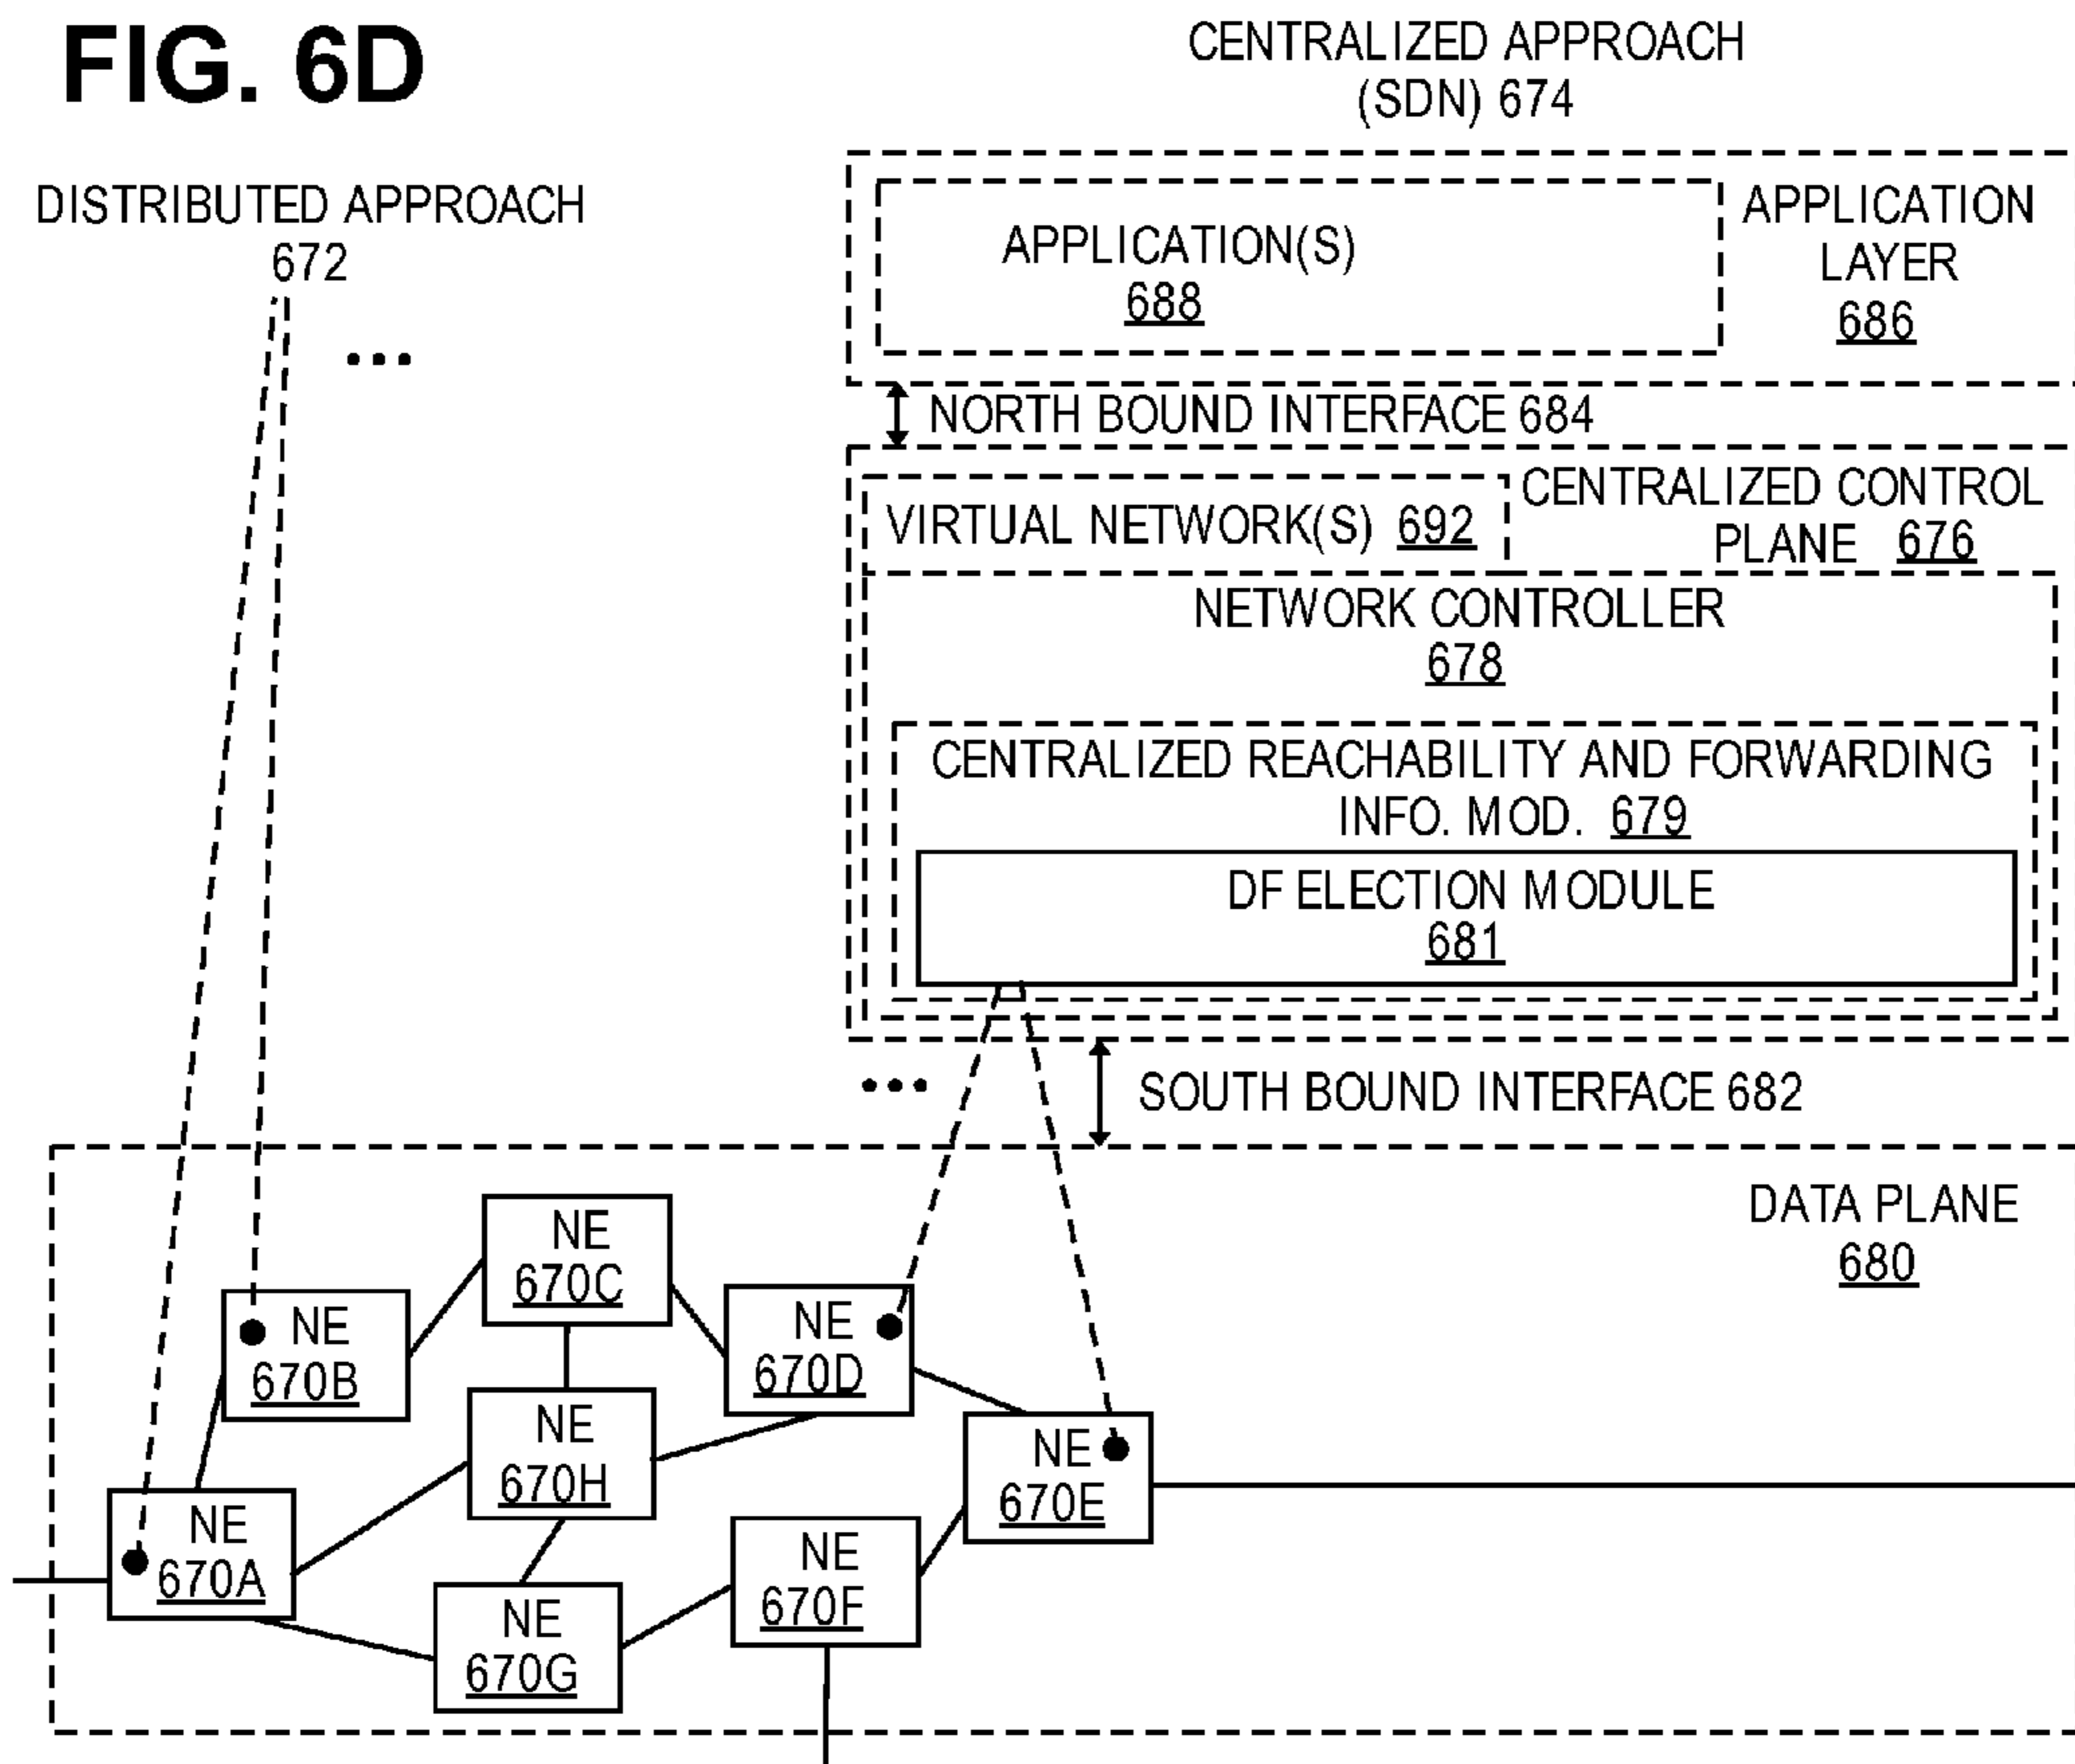 FIG. 6D
CENTRALIZED APPROACH
(SDN) 674
DISTRIBUTED APPROACH
672
...
APPLICATION(S)
688
APPLICATION
LAYER
686
NORTH BOUND INTERFACE 684
VIRTUAL NETWORK(S) 692
CENTRALIZED CONTROL
PLANE 676
NETWORK CONTROLLER
678
CENTRALIZED REACHABILITY AND FORWARDING
INFO. MOD. 679
DF ELECTION MODULE
681
...
SOUTH BOUND INTERFACE 682
DATA PLANE
680
NE
670C
NE
670B
NE
670D
NE
670H
NE
670E
NE
670A
NE
670F
NE
670G